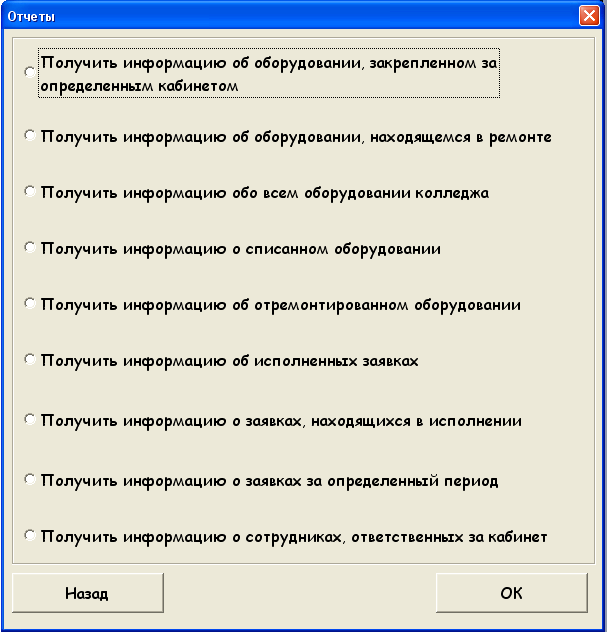 Отчеты
Получить информацию об оборудовании, закрепленном за
определенным кабинетом
Получить информацию об оборудовании, находящемся в ремонте
Получить информацию обо всем оборудовании колледжа
Получить информацию о списанном оборудовании
Получить информацию об отремонтированном оборудовании
Получить информацию об исполненных заявках
Получить информацию о заявках, находящихся в исполнении
Получить информацию о заявках за определенный период
Получить информацию о сотрудниках, ответственных за кабинет
Назад
OK